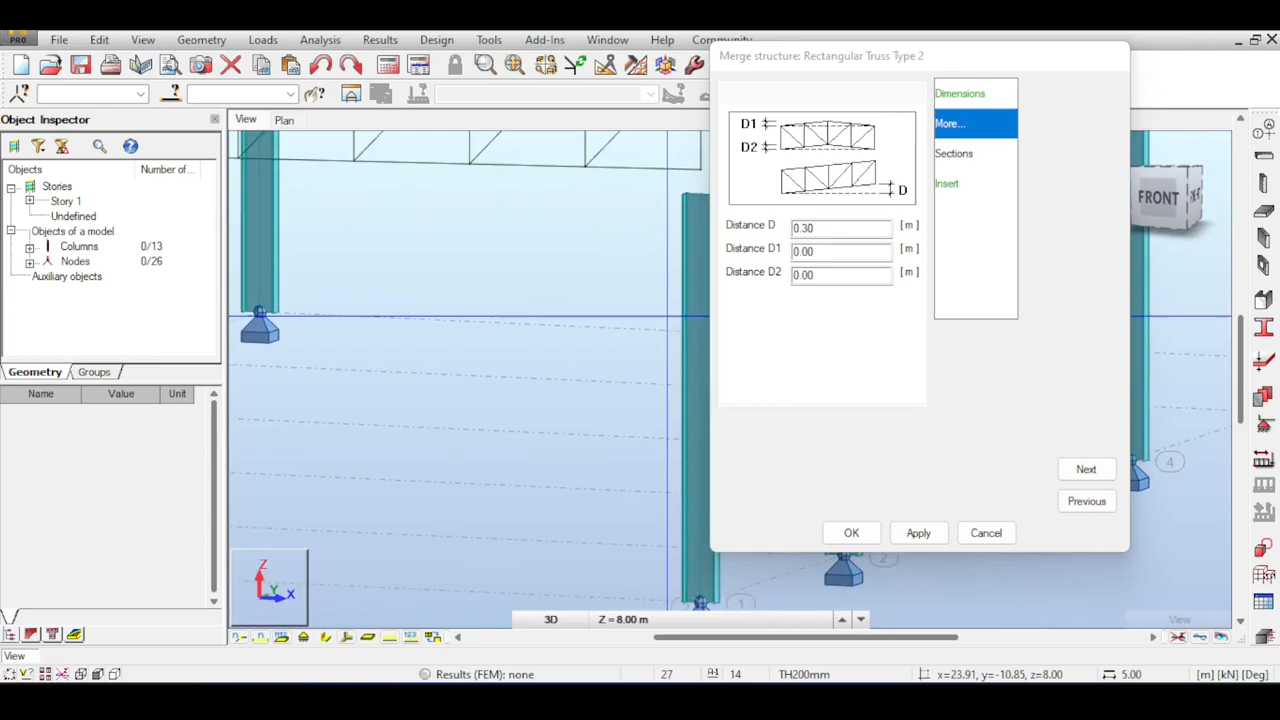 PRO File Edit View Geometry Loads Analysis Results Design Tools Add-Ins Window Help Community
Merge structure: Rectangular Truss Type 2
Object Inspector
View Plan
Objects Number of...
Stories
Story 1
Undefined
Objects of a model
Columns 0/13
Nodes 0/26
Auxiliary objects
Geometry Groups
Name Value Unit
D1
D2
D
Distance D 0.30 [ m ]
Distance D1 0.00 [ m ]
Distance D2 0.00 [ m ]
Dimensions
More...
Sections
Insert
Next
Previous
OK Apply Cancel
FRONT
4
2
1
Z
Y
X
3D Z = 8.00 m
View
View
Results (FEM): none 27 14 TH200mm x=23.91, y=-10.85, z=8.00 5.00 [m] [kN] [Deg]